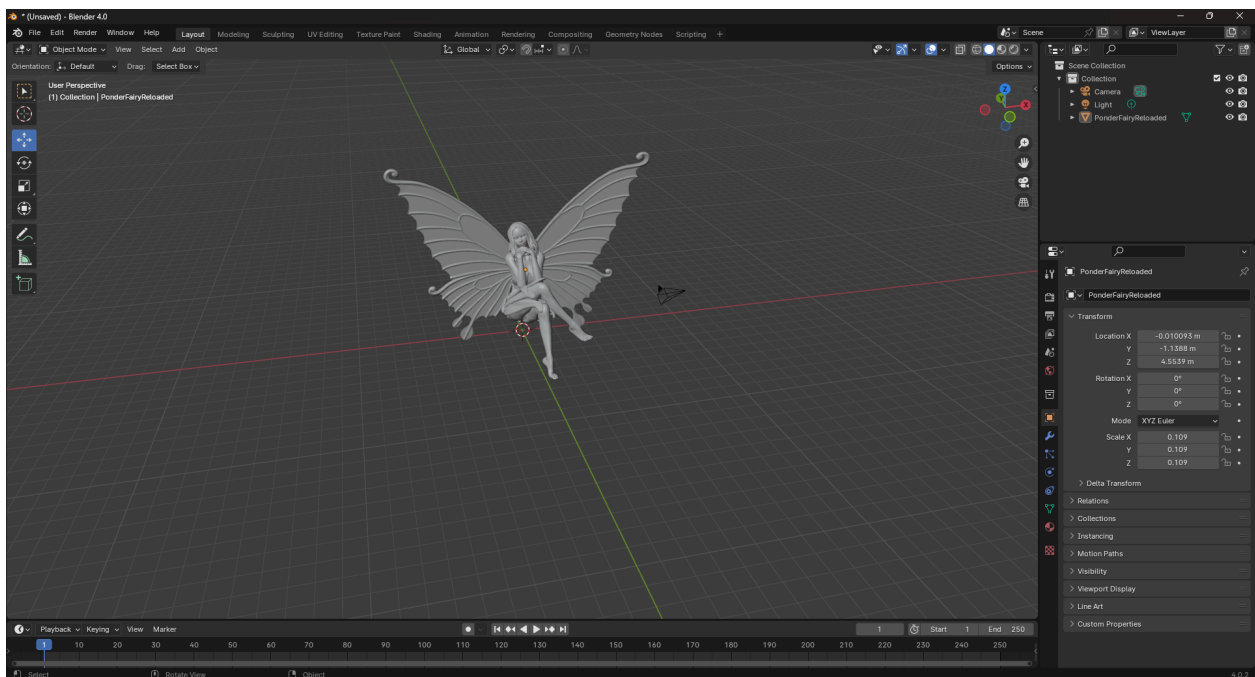 * (Unsaved) - Blender 4.0
File Edit Render Window Help Layout Modeling Sculpting UV Editing Texture Paint Shading Animation Rendering Compositing Geometry Nodes Scripting + Scene ViewLayer
Object Mode View Select Add Object Global
Orientation: Default Drag: Select Box Options
User Perspective
(1) Collection | PonderFairyReloaded
Z
Y
X
Scene Collection
Collection
Camera
Light
PonderFairyReloaded
PonderFairyReloaded
PonderFairyReloaded
Transform
Location X -0.010093 m
Y -1.1388 m
Z 4.5539 m
Rotation X 0°
Y 0°
Z 0°
Mode XYZ Euler
Scale X 0.109
Y 0.109
Z 0.109
Delta Transform
Relations
Collections
Instancing
Motion Paths
Visibility
Viewport Display
Line Art
Custom Properties
Playback Keying View Marker 1 Start 1 End 250
1 10 20 30 40 50 60 70 80 90 100 110 120 130 140 150 160 170 180 190 200 210 220 230 240 250
Select Rotate View Object 4.0.2